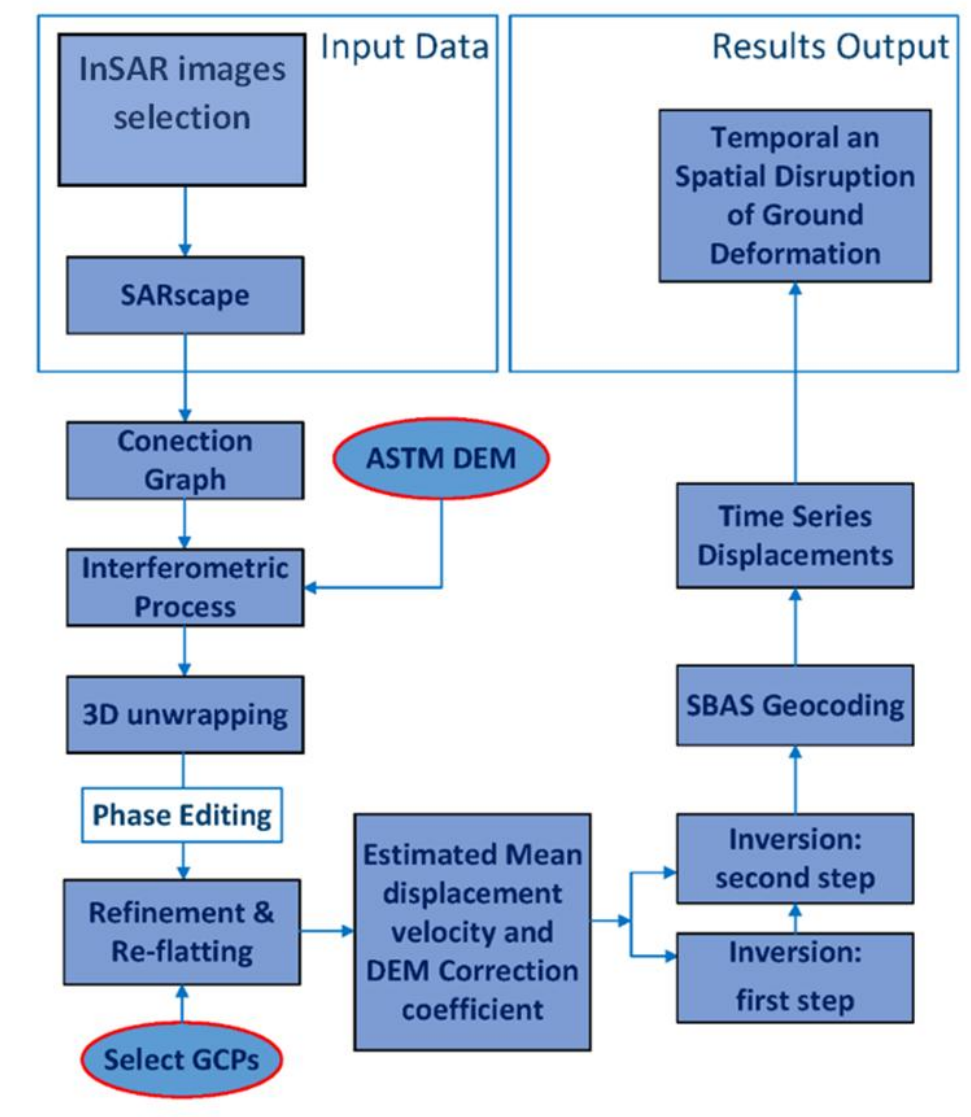 Input Data
InSAR images
selection
SARscape
Conection
Graph
ASTM DEM
Interferometric
Process
3D unwrapping
Phase Editing
Refinement &
Re-flatting
Select GCPs
Estimated Mean
displacement
velocity and
DEM Correction
coefficient
Inversion:
first step
Inversion:
second step
SBAS Geocoding
Time Series
Displacements
Results Output
Temporal an
Spatial Disruption
of Ground
Deformation